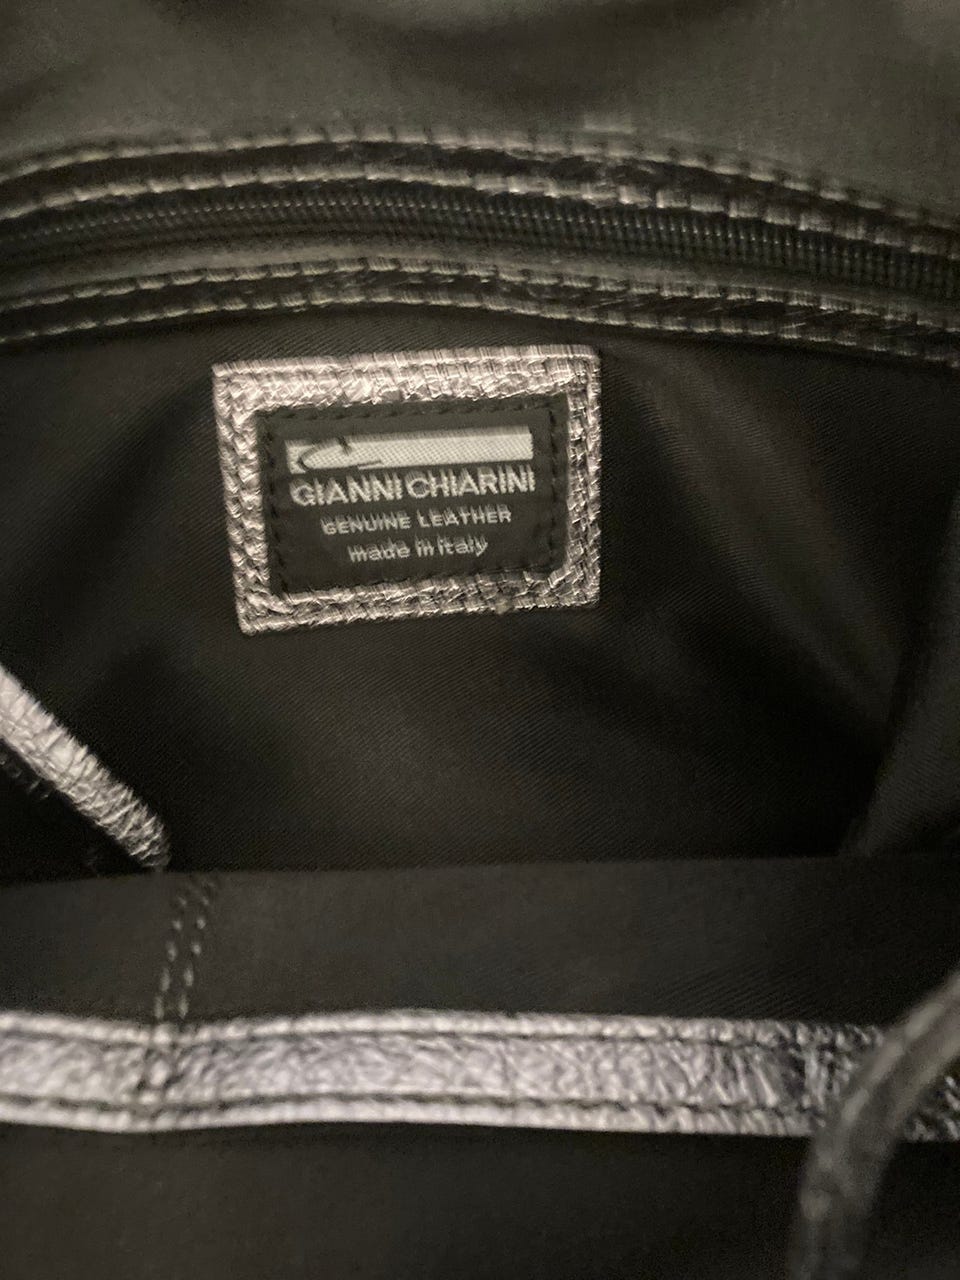 GIANNI CHIARINI
GENUINE LEATHER
made in italy